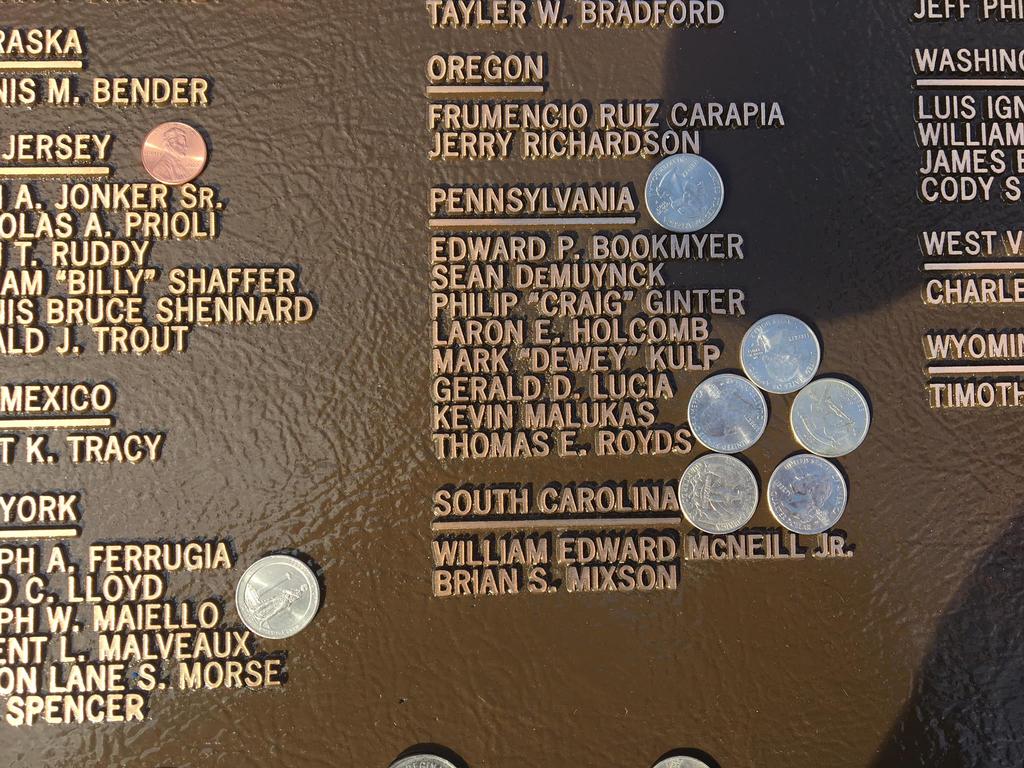 RASKA
NIS M. BENDER
JERSEY
A. JONKER SR.
OLAS A. PRIOLI
T. RUDDY
AM "BILLY" SHAFFER
NIS BRUCE SHENNARD
ALD J. TROUT
MEXICO
T K. TRACY
YORK
PH A. FERRUGIA
D C. LLOYD
PH W. MAIELLO
ENT L. MALVEAUX
ON LANE S. MORSE
SPENCER
TAYLER W. BRADFORD
OREGON
FRUMENCIO RUIZ CARAPIA
JERRY RICHARDSON
PENNSYLVANIA
EDWARD P. BOOKMYER
SEAN DEMUYNCK
PHILIP "CRAIG" GINTER
LARON E. HOLCOMB
MARK "DEWEY" KULP
GERALD D. LUCIA
KEVIN MALUKAS
THOMAS E. ROYDS
SOUTH CAROLINA
WILLIAM EDWARD MCNEILL JR.
BRIAN S. MIXSON
JEFF PHI
WASHING
LUIS IGN
WILLIAM
JAMES E
CODY S
WEST V
CHARLE
WYOMIN
TIMOTH